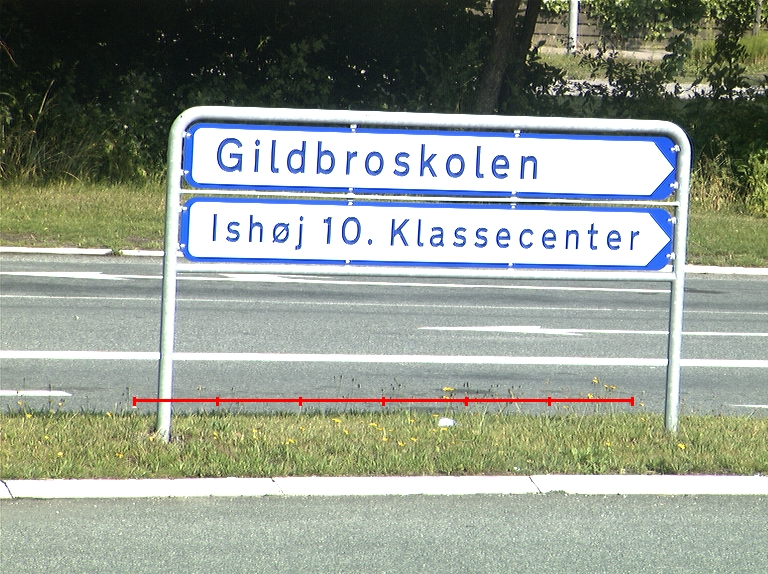 Gildbroskolen
Ishøj 10. Klassecenter